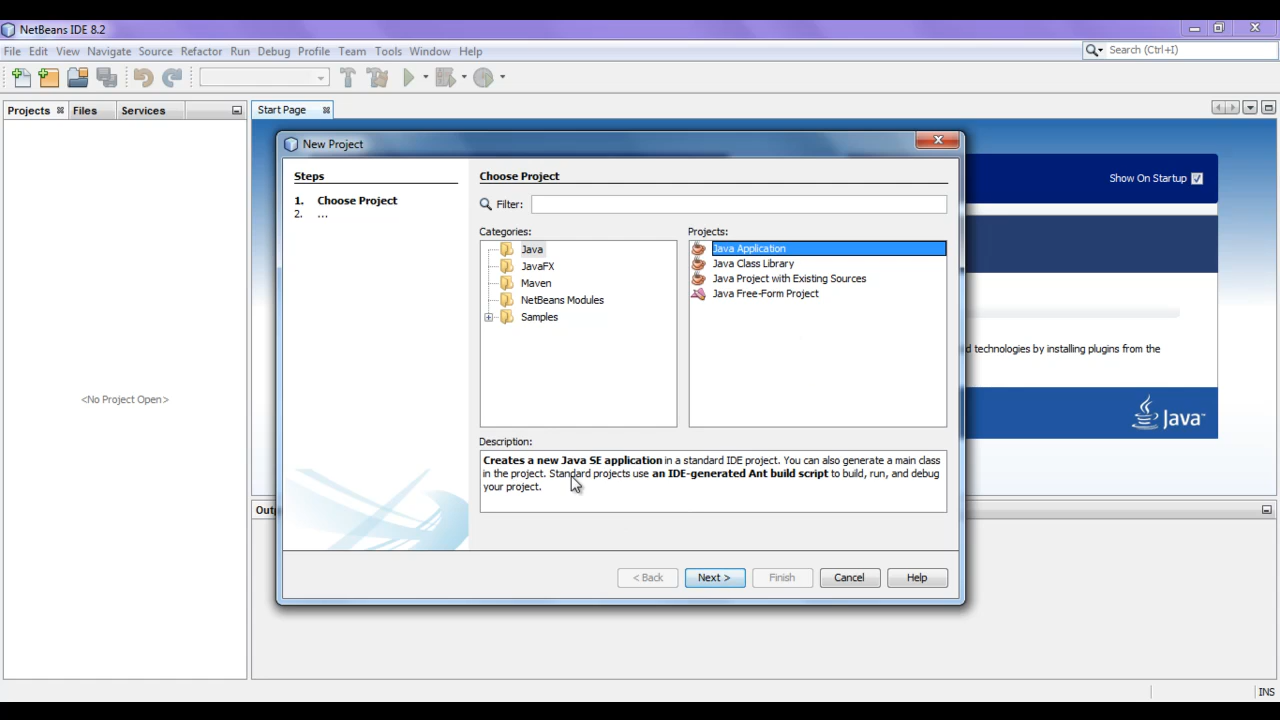 NetBeans IDE 8.2
File Edit View Navigate Source Refactor Run Debug Profile Team Tools Window Help
Search (Ctrl+I)
Projects Files Services
Start Page
<No Project Open>
Show On Startup
d technologies by installing plugins from the
Java™
New Project
Steps
1. Choose Project
2. ...
Choose Project
Filter:
Categories:
Java
JavaFX
Maven
NetBeans Modules
Samples
Projects:
Java Application
Java Class Library
Java Project with Existing Sources
Java Free-Form Project
Description:
Creates a new Java SE application in a standard IDE project. You can also generate a main class
in the project. Standard projects use an IDE-generated Ant build script to build, run, and debug
your project.
< Back Next > Finish Cancel Help
Outp
INS